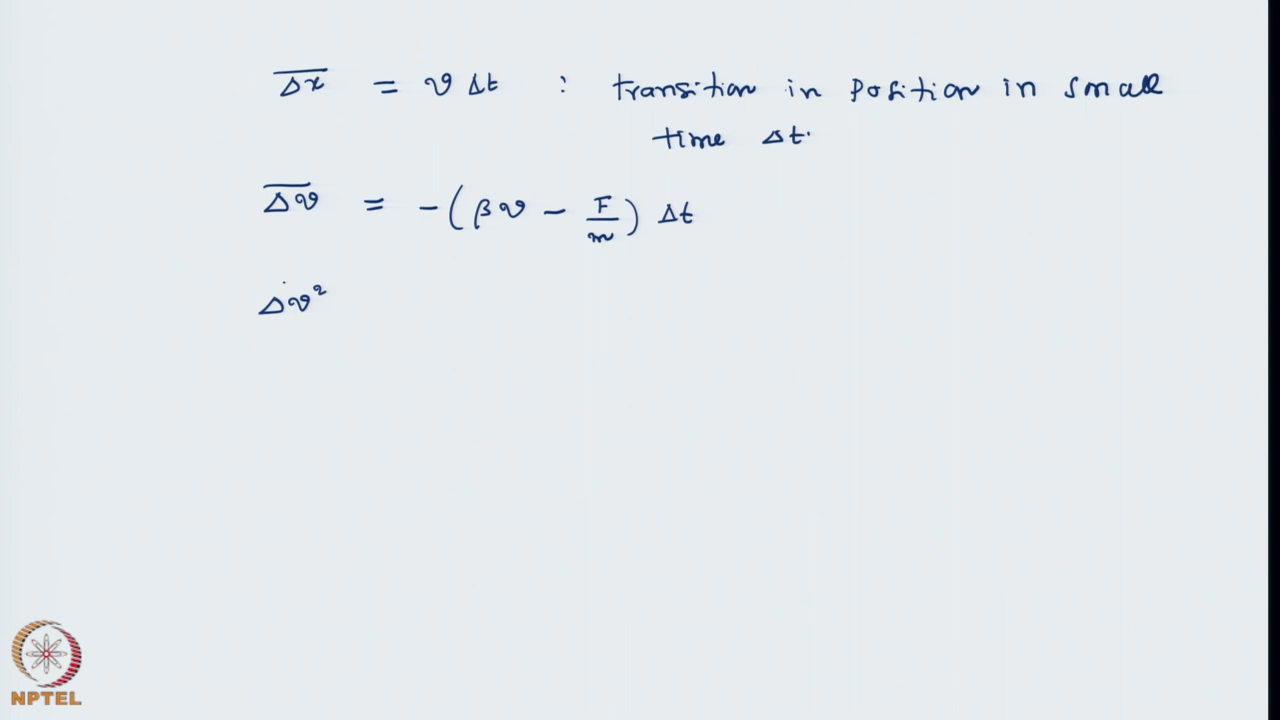 Δx̅ = v Δt : transition in position in small
time Δt.
Δv̅ = -(βv - F/m) Δt
Δv²
NPTEL